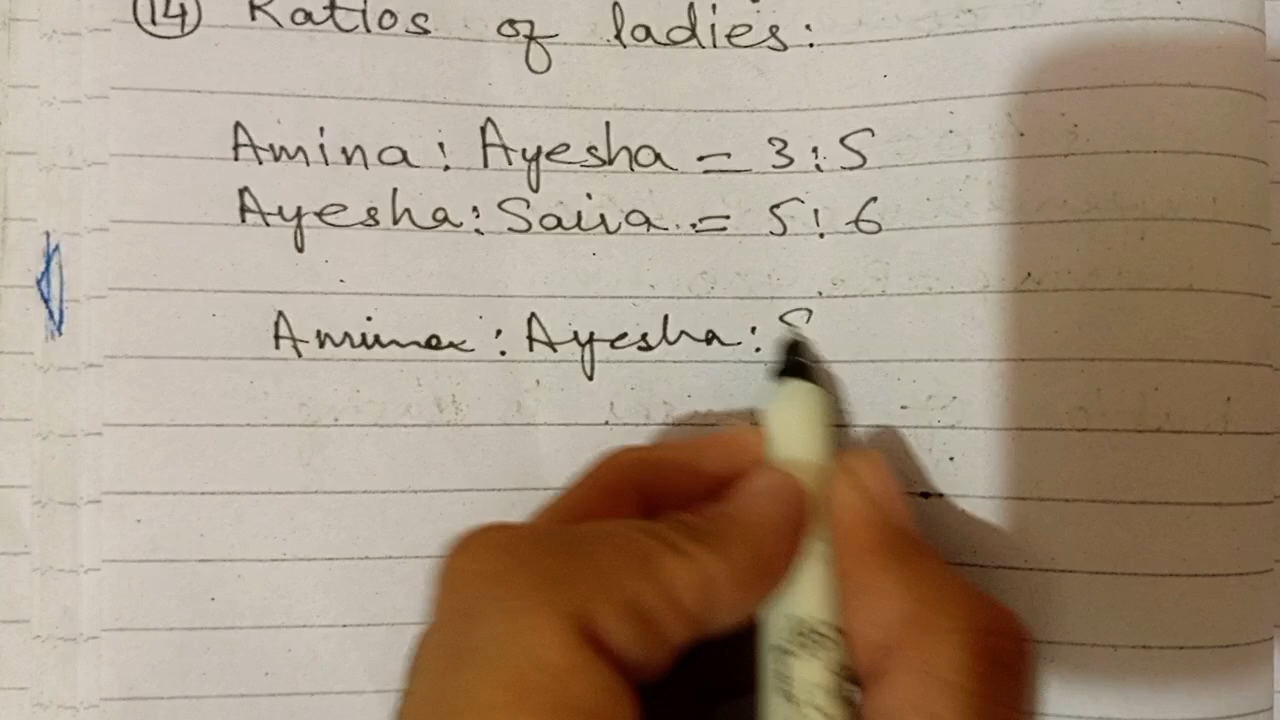 14 Ratios of ladies:
Amina : Ayesha = 3 : 5
Ayesha : Saira = 5 : 6
Amina : Ayesha : S